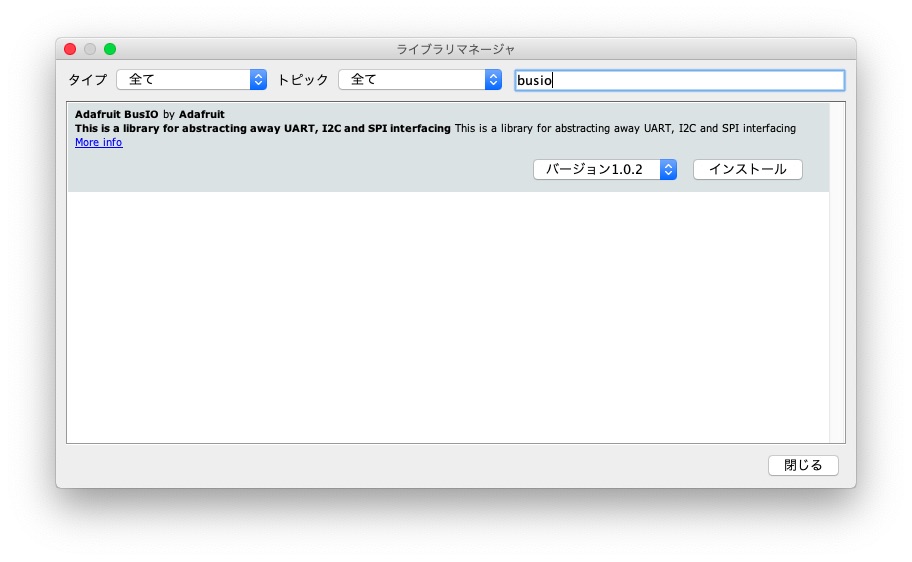 ライブラリマネージャ
タイプ 全て トピック 全て busio
Adafruit BusIO by Adafruit
This is a library for abstracting away UART, I2C and SPI interfacing This is a library for abstracting away UART, I2C and SPI interfacing
More info
バージョン1.0.2 インストール
閉じる